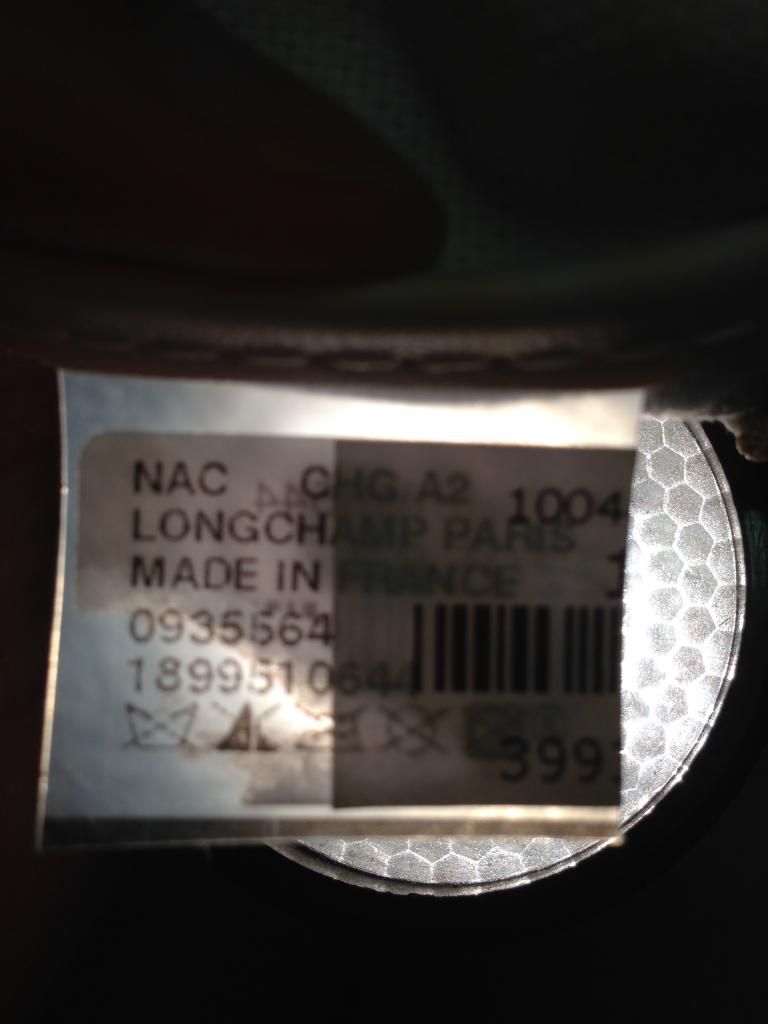 NAC CHG A2 1004
LONGCHAMP PARIS
MADE IN FRANCE
0935564
1899510644
399